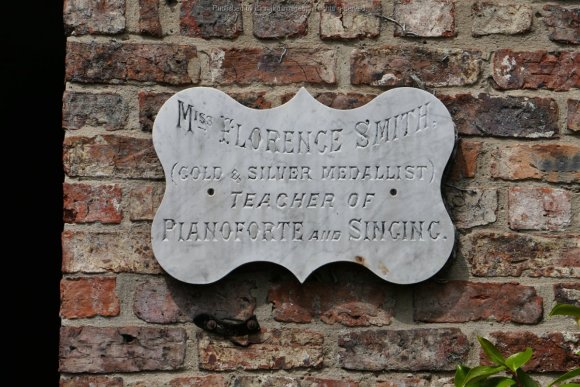 Miss FLORENCE SMITH.
(GOLD & SILVER MEDALLIST)
TEACHER OF
PIANOFORTE AND SINGING.